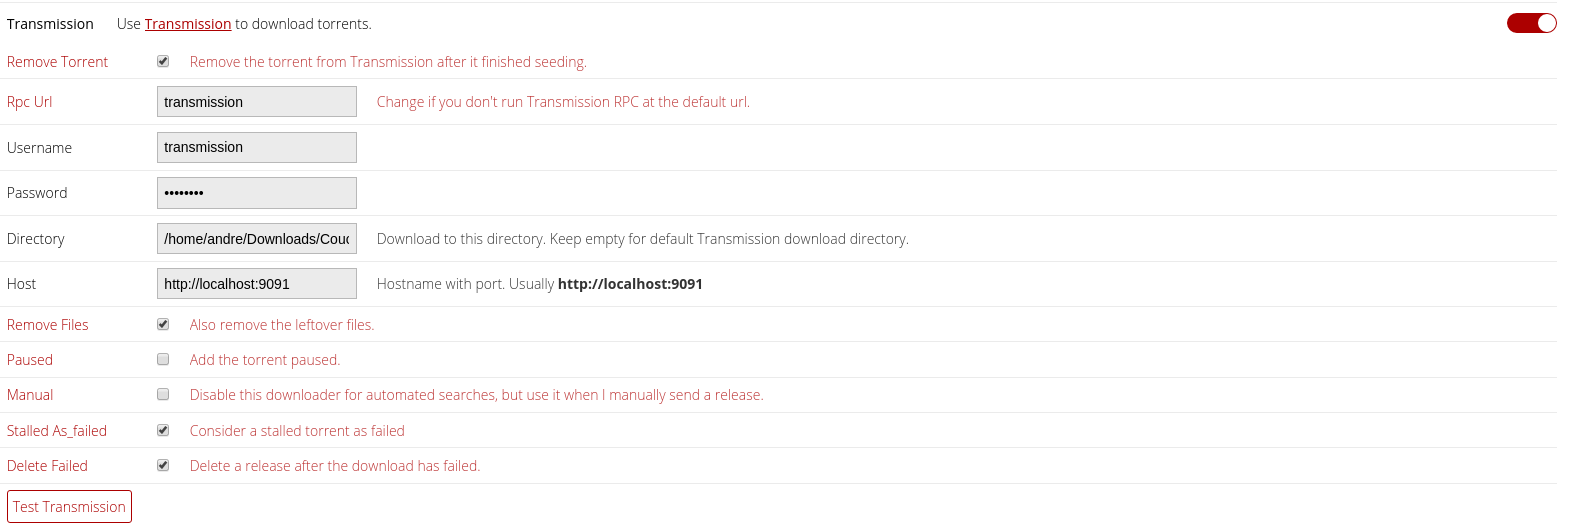 Transmission Use Transmission to download torrents.
Remove Torrent Remove the torrent from Transmission after it finished seeding.
Rpc Url transmission Change if you don't run Transmission RPC at the default url.
Username transmission
Password ••••••••
Directory /home/andre/Downloads/Couc Download to this directory. Keep empty for default Transmission download directory.
Host http://localhost:9091 Hostname with port. Usually http://localhost:9091
Remove Files Also remove the leftover files.
Paused Add the torrent paused.
Manual Disable this downloader for automated searches, but use it when I manually send a release.
Stalled As_failed Consider a stalled torrent as failed
Delete Failed Delete a release after the download has failed.
Test Transmission